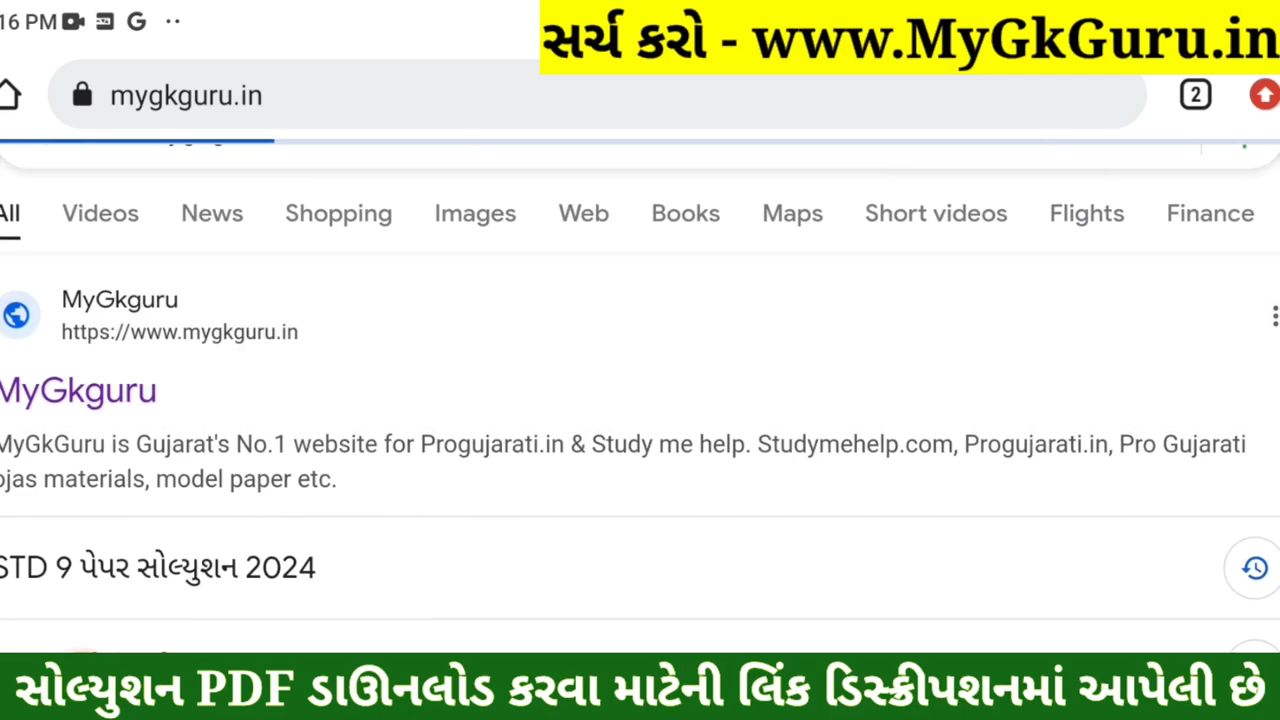 16 PM
સર્ચ કરો - www.MyGkGuru.in
mygkguru.in
2
All Videos News Shopping Images Web Books Maps Short videos Flights Finance
MyGkguru
https://www.mygkguru.in
MyGkguru
MyGkGuru is Gujarat's No.1 website for Progujarati.in & Study me help. Studymehelp.com, Progujarati.in, Pro Gujarati
ojas materials, model paper etc.
STD 9 પેપર સોલ્યુશન 2024
સોલ્યુશન PDF ડાઊનલોડ કરવા માટેની લિંક ડિસ્ક્રીપશનમાં આપેલી છે